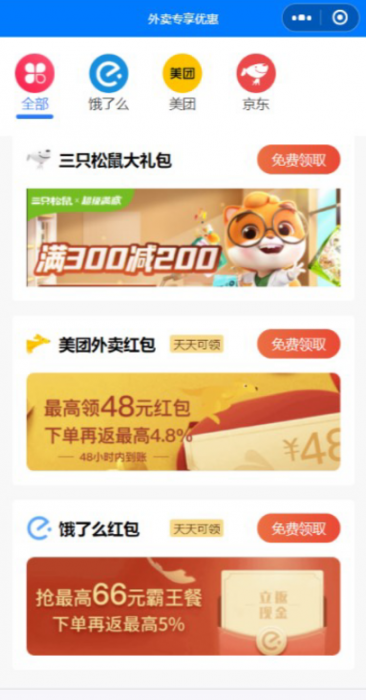 外卖专享优惠
美团
全部
饿了么
美团
京东
三只松鼠大礼包
免费领取
三只松鼠
满300减200
美团外卖红包
天天可领
免费领取
最高领48元红包
下单再返最高4.8%
48小时内到账
¥48
饿了么红包
天天可领
免费领取
抢最高66元霸王餐
下单再返最高5%
立返
现金